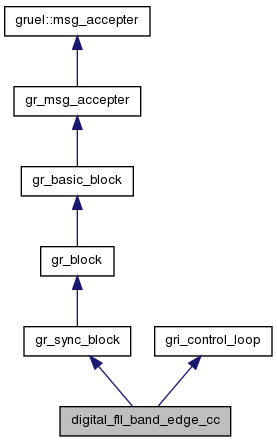 gruel::msg_accepter
gr_msg_accepter
gr_basic_block
gr_block
gr_sync_block
gri_control_loop
digital_fll_band_edge_cc